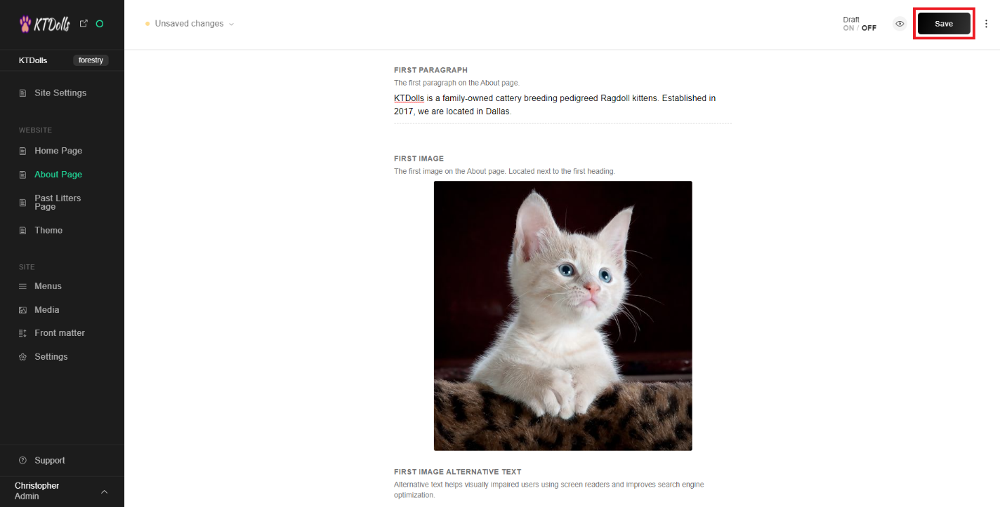 KTDolls
Unsaved changes
Draft
ON / OFF
Save
KTDolls
forestry
Site Settings
WEBSITE
Home Page
About Page
Past Litters
Page
Theme
SITE
Menus
Media
Front matter
Settings
Support
Christopher
Admin
FIRST PARAGRAPH
The first paragraph on the About page.
KTDolls is a family-owned cattery breeding pedigreed Ragdoll kittens. Established in
2017, we are located in Dallas.
FIRST IMAGE
The first image on the About page. Located next to the first heading.
FIRST IMAGE ALTERNATIVE TEXT
Alternative text helps visually impaired users using screen readers and improves search engine
optimization.